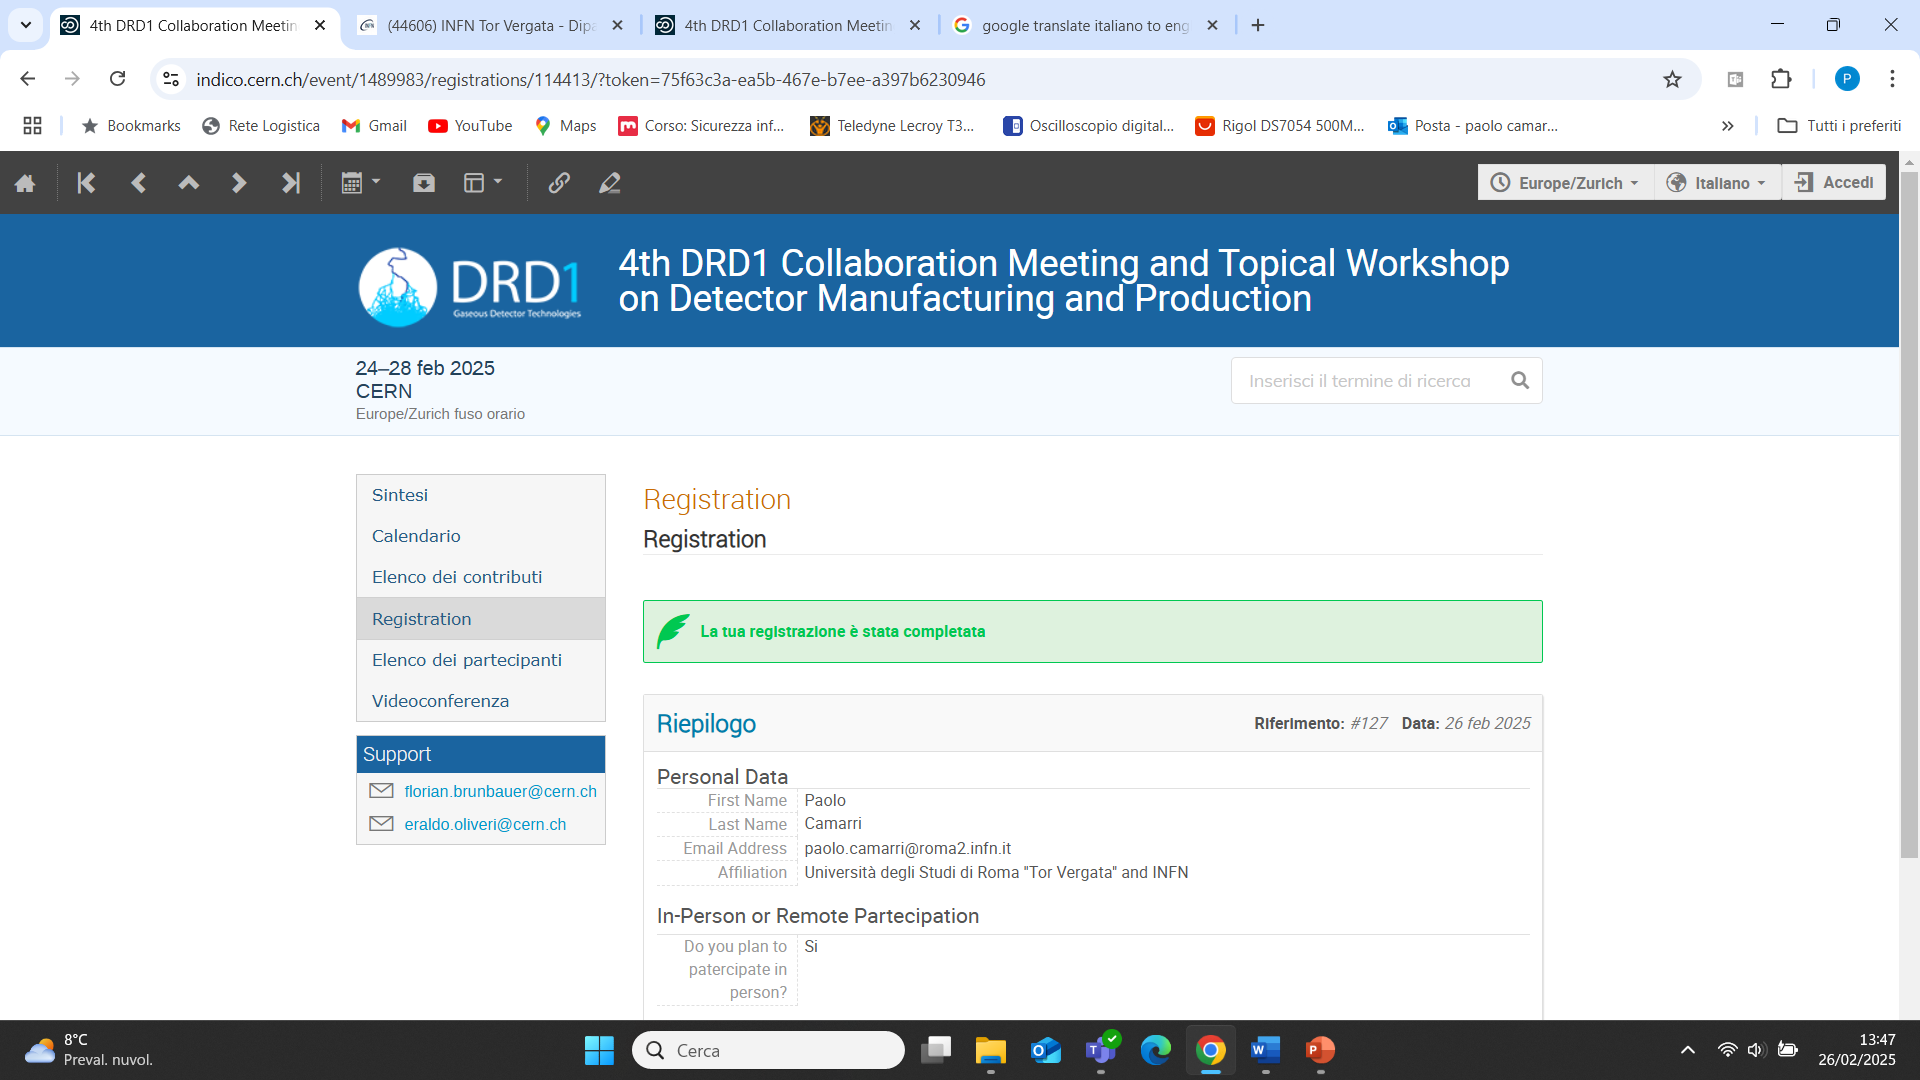 4th DRD1 Collaboration Meetin
(44606) INFN Tor Vergata - Dipa
4th DRD1 Collaboration Meetin
google translate italiano to eng
indico.cern.ch/event/1489983/registrations/114413/?token=75f63c3a-ea5b-467e-b7ee-a397b6230946
P
Bookmarks
Rete Logistica
Gmail
YouTube
Maps
Corso: Sicurezza inf...
Teledyne Lecroy T3...
Oscilloscopio digital...
Rigol DS7054 500M...
Posta - paolo camar...
Tutti i preferiti
Europe/Zurich
Italiano
Accedi
DRD1
Gaseous Detector Technologies
4th DRD1 Collaboration Meeting and Topical Workshop
on Detector Manufacturing and Production
24–28 feb 2025
CERN
Europe/Zurich fuso orario
Inserisci il termine di ricerca
Sintesi
Calendario
Elenco dei contributi
Registration
Elenco dei partecipanti
Videoconferenza
Support
florian.brunbauer@cern.ch
eraldo.oliveri@cern.ch
Registration
Registration
La tua registrazione è stata completata
Riepilogo
Riferimento: #127 Data: 26 feb 2025
Personal Data
First Name Paolo
Last Name Camarri
Email Address paolo.camarri@roma2.infn.it
Affiliation Università degli Studi di Roma "Tor Vergata" and INFN
In-Person or Remote Partecipation
Do you plan to Si
patercipate in
person?
8°C
Preval. nuvol.
Cerca
13:47
26/02/2025